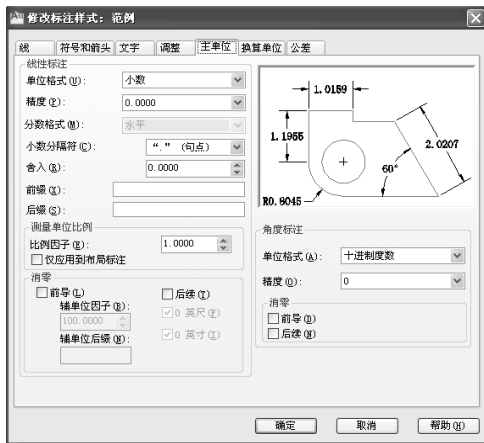 修改标注样式: 范例
线 符号和箭头 文字 调整 主单位 换算单位 公差
线性标注
单位格式(U): 小数
精度(P): 0.0000
分数格式(M): 水平
小数分隔符(C): “.” (句点)
舍入(R): 0.0000
前缀(X):
后缀(S):
测量单位比例
比例因子(E): 1.0000
仅应用到布局标注
消零
前导(L) 后续(T)
辅单位因子(B):
100.0000 0 英尺(F)
辅单位后缀(N): 0 英寸(I)
1.0159
1.1955
2.0207
60°
R0.8045
角度标注
单位格式(A): 十进制度数
精度(O): 0
消零
前导(D)
后续(N)
确定 取消 帮助(H)